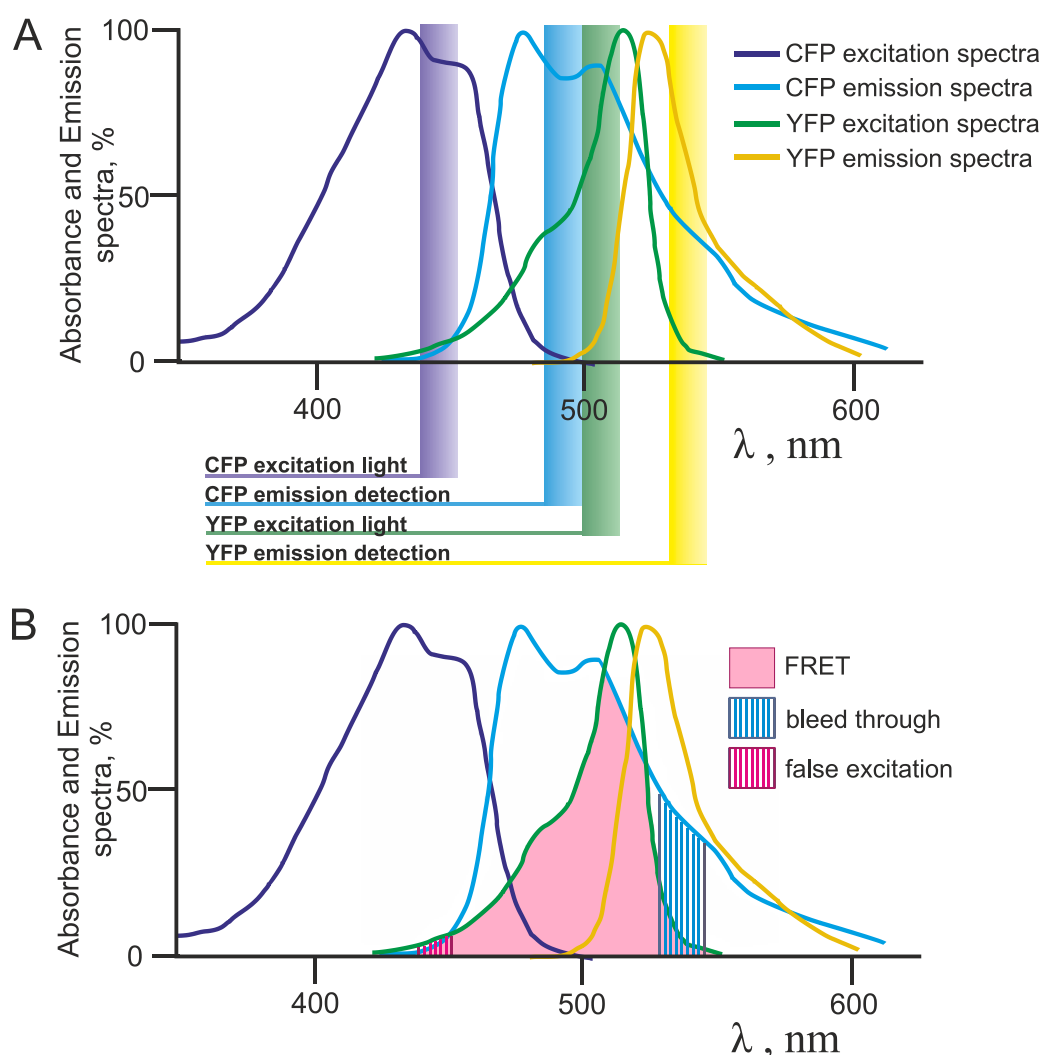 A
100
50
0
Absorbance and Emission
spectra, %
CFP excitation spectra
CFP emission spectra
YFP excitation spectra
YFP emission spectra
400
500
600
λ , nm
CFP excitation light
CFP emission detection
YFP excitation light
YFP emission detection
B
100
50
0
Absorbance and Emission
spectra, %
FRET
bleed through
false excitation
400
500
600
λ , nm